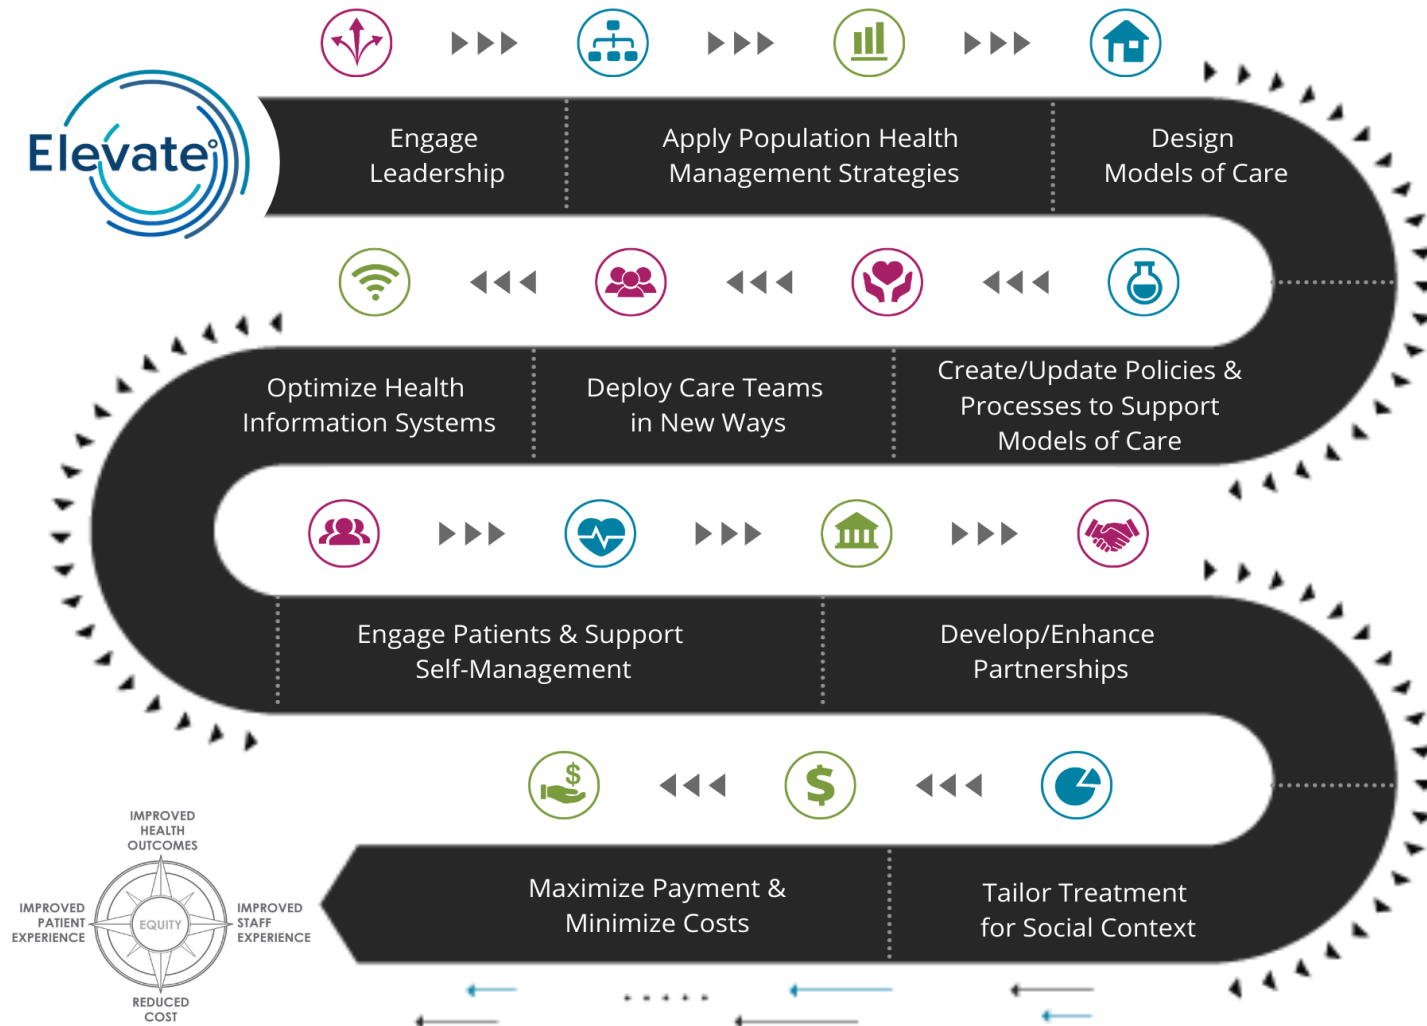 Elevate°
Engage
Leadership
Apply Population Health
Management Strategies
Design
Models of Care
Create/Update Policies &
Processes to Support
Models of Care
Deploy Care Teams
in New Ways
Optimize Health
Information Systems
Engage Patients & Support
Self-Management
Develop/Enhance
Partnerships
$
$
Tailor Treatment
for Social Context
Maximize Payment &
Minimize Costs
IMPROVED
HEALTH
OUTCOMES
IMPROVED
PATIENT
EXPERIENCE
EQUITY
IMPROVED
STAFF
EXPERIENCE
REDUCED
COST